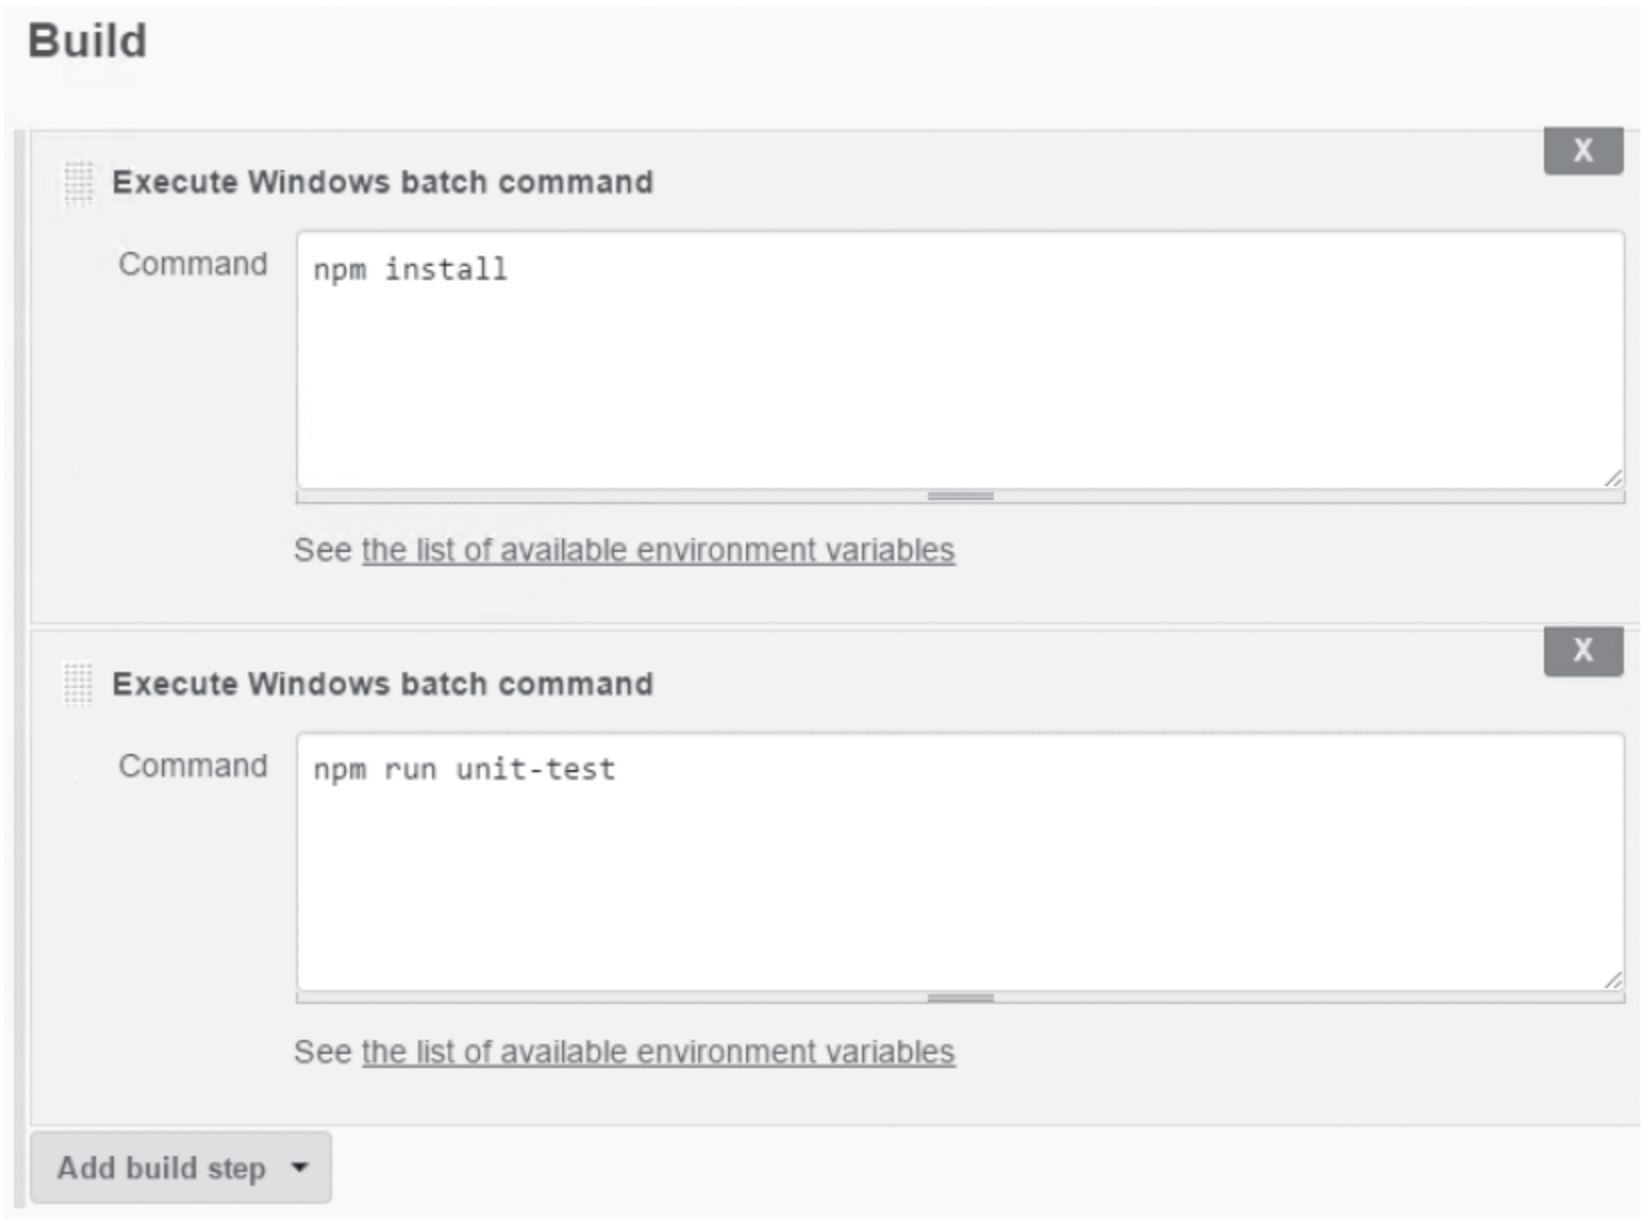 Build
X
Execute Windows batch command
Command
npm install
See the list of available environment variables
X
Execute Windows batch command
Command
npm run unit-test
See the list of available environment variables
Add build step